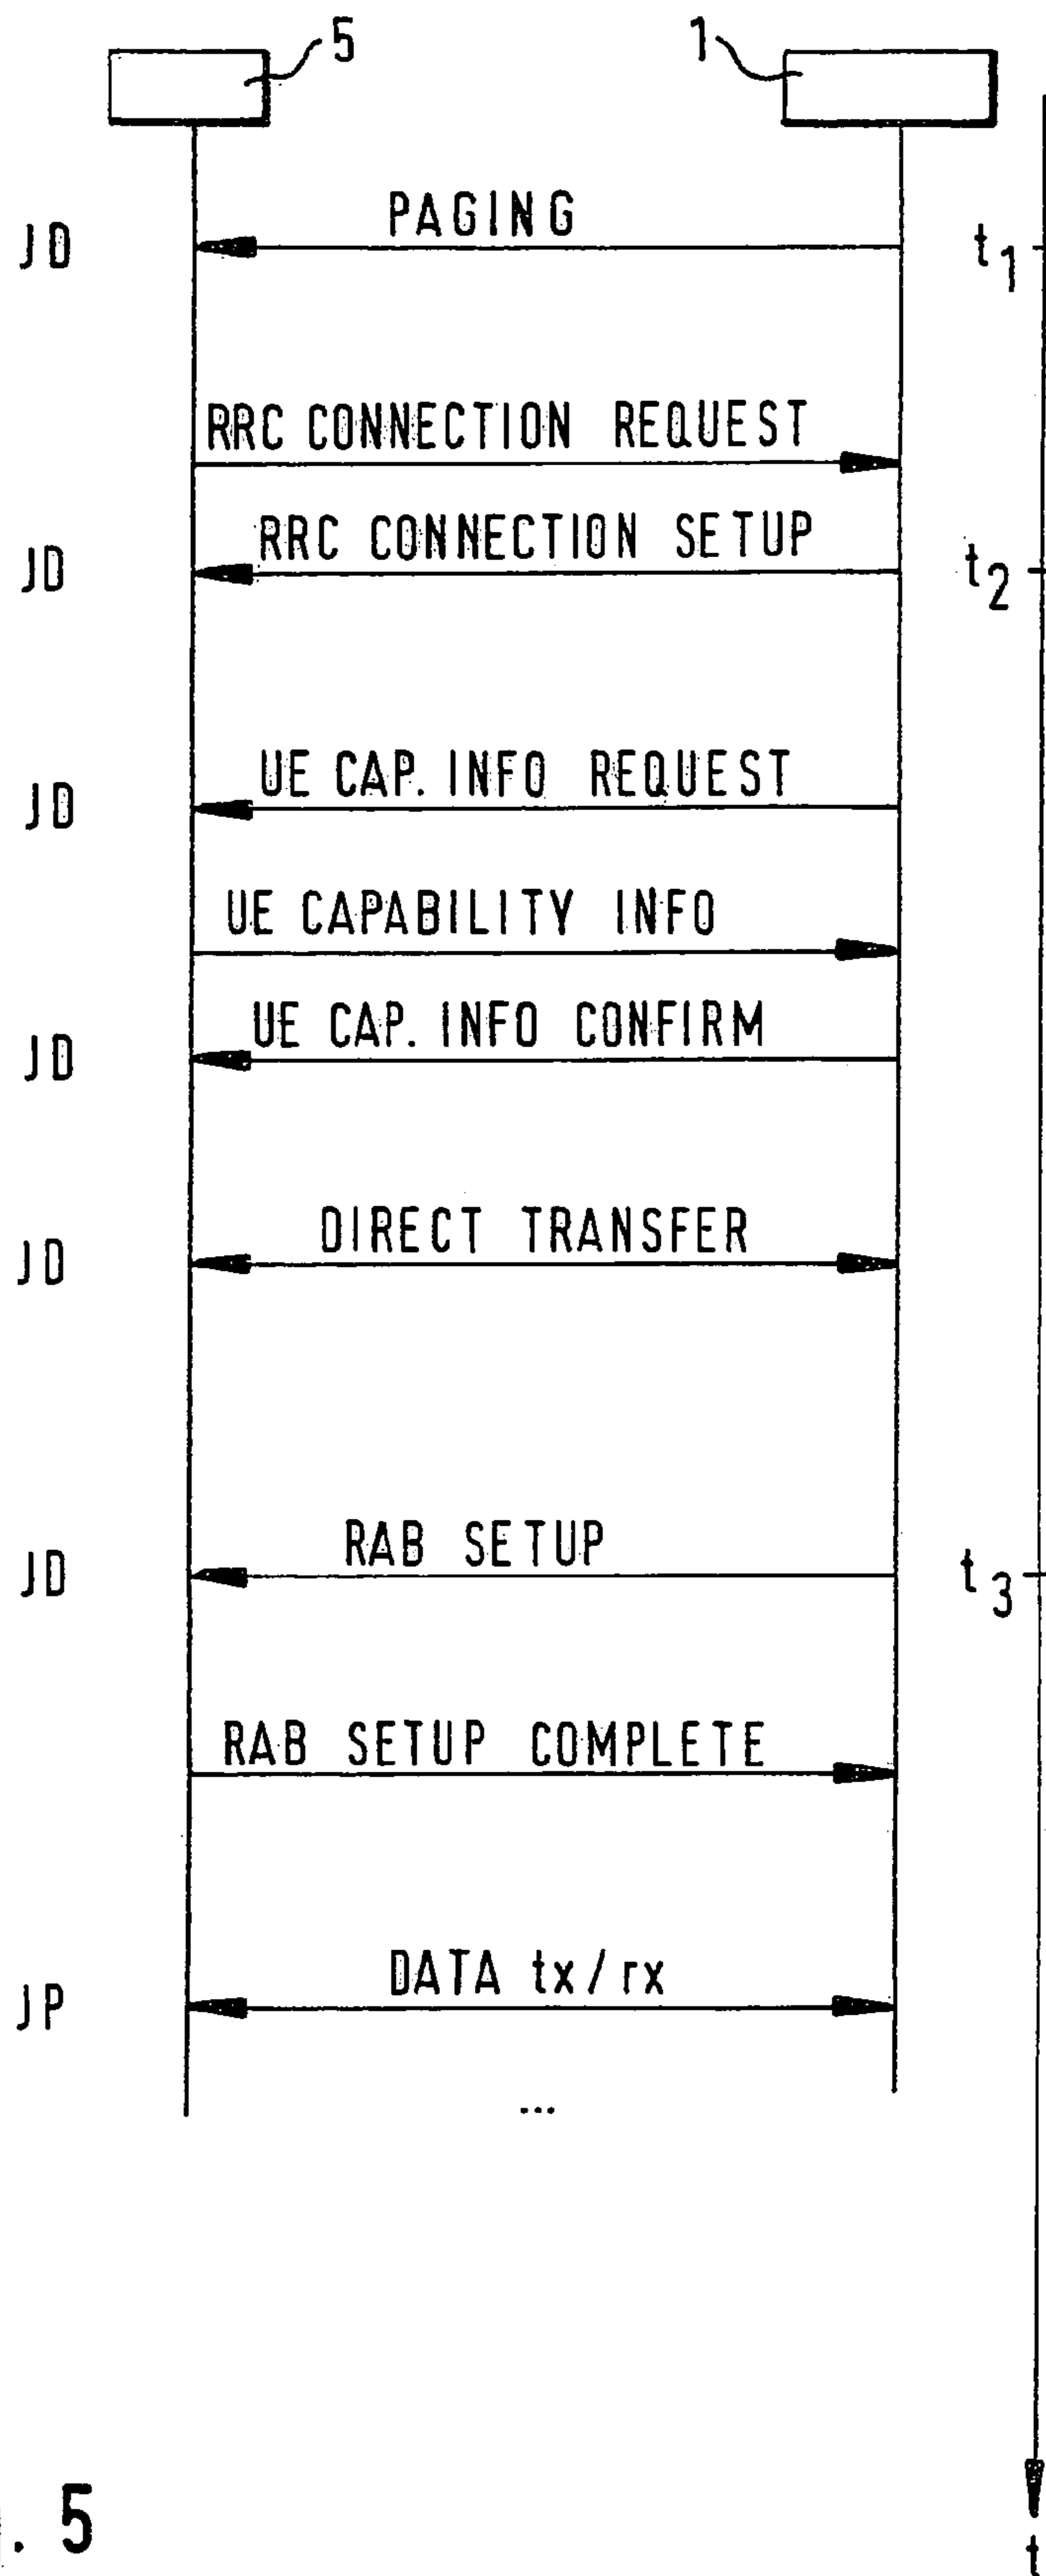 5 1
PAGING
JD t1
RRC CONNECTION REQUEST
RRC CONNECTION SETUP
JD t2
UE CAP. INFO REQUEST
JD
UE CAPABILITY INFO
UE CAP. INFO CONFIRM
JD
DIRECT TRANSFER
JD
RAB SETUP
JD t3
RAB SETUP COMPLETE
DATA tx/rx
JP
...
. 5
t